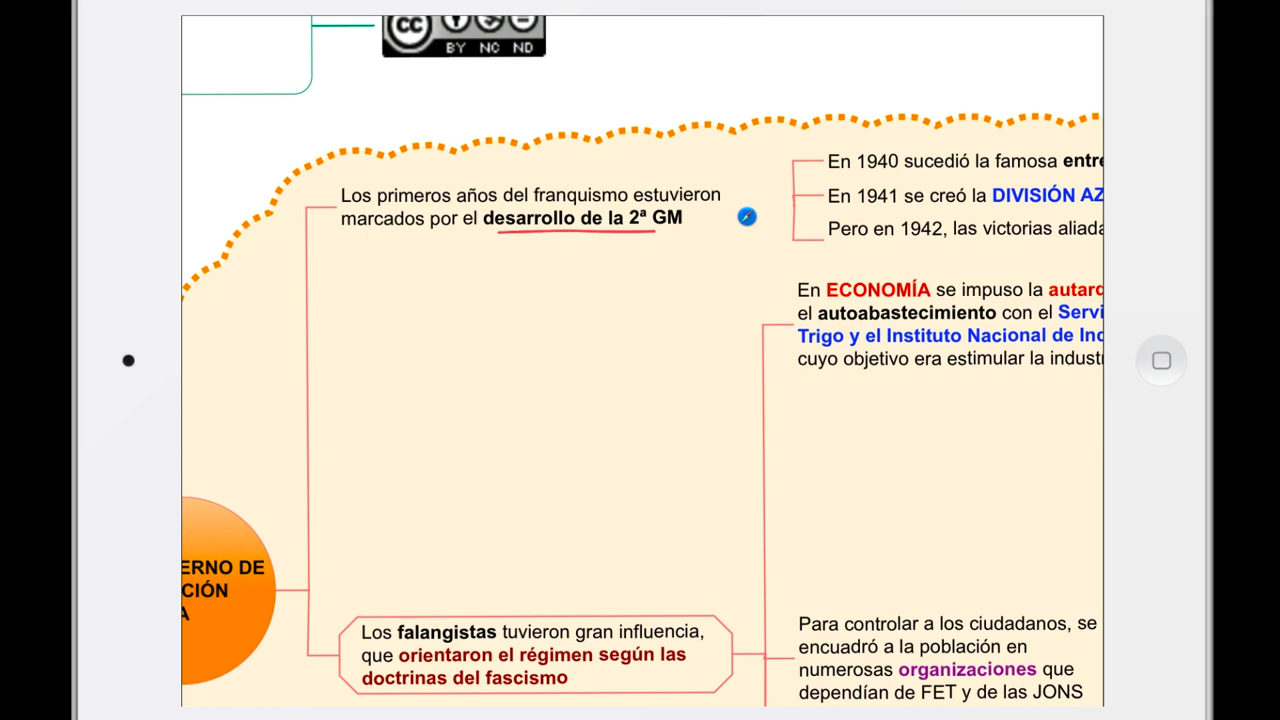 BY NC ND
En 1940 sucedió la famosa
Los primeros años del franquismo estuvieron
marcados por el desarrollo de la 2ª GM
En 1941 se creó la DIVISIÓN
Pero en 1942, las victorias
En ECONOMÍA se impuso la
el autoabastecimiento con el
Trigo y el Instituto Nacional de
cuyo objetivo era estimular la
DE
Los falangistas tuvieron gran influencia,
que orientaron el régimen según las
doctrinas del fascismo
Para controlar a los ciudadanos, se
encuadró a la población en
numerosas organizaciones que
dependían de FET y de las JONS